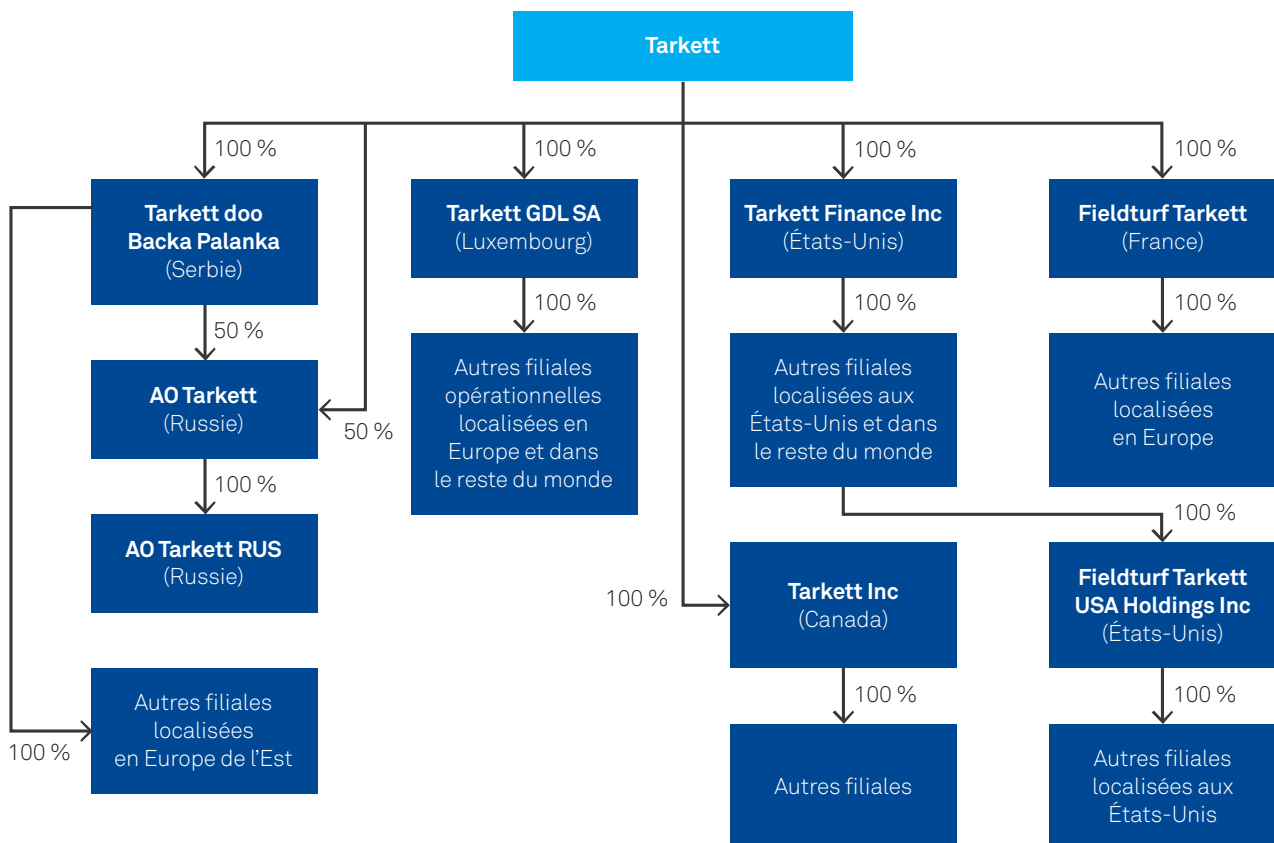 Tarkett
100 %
100 %
100 %
100 %
Tarkett doo
Backa Palanka
(Serbie)
Tarkett GDL SA
(Luxembourg)
Tarkett Finance Inc
(États-Unis)
Fieldturf Tarkett
(France)
50 %
100 %
100 %
100 %
AO Tarkett
(Russie)
50 %
Autres filiales
opérationnelles
localisées en
Europe et dans
le reste du monde
Autres filiales
localisées aux
États-Unis et dans
le reste du monde
Autres filiales
localisées
en Europe
100 %
100 %
AO Tarkett RUS
(Russie)
100 %
Tarkett Inc
(Canada)
Fieldturf Tarkett
USA Holdings Inc
(États-Unis)
100 %
Autres filiales
localisées
en Europe de l’Est
100 %
100 %
Autres filiales
Autres filiales
localisées aux
États-Unis